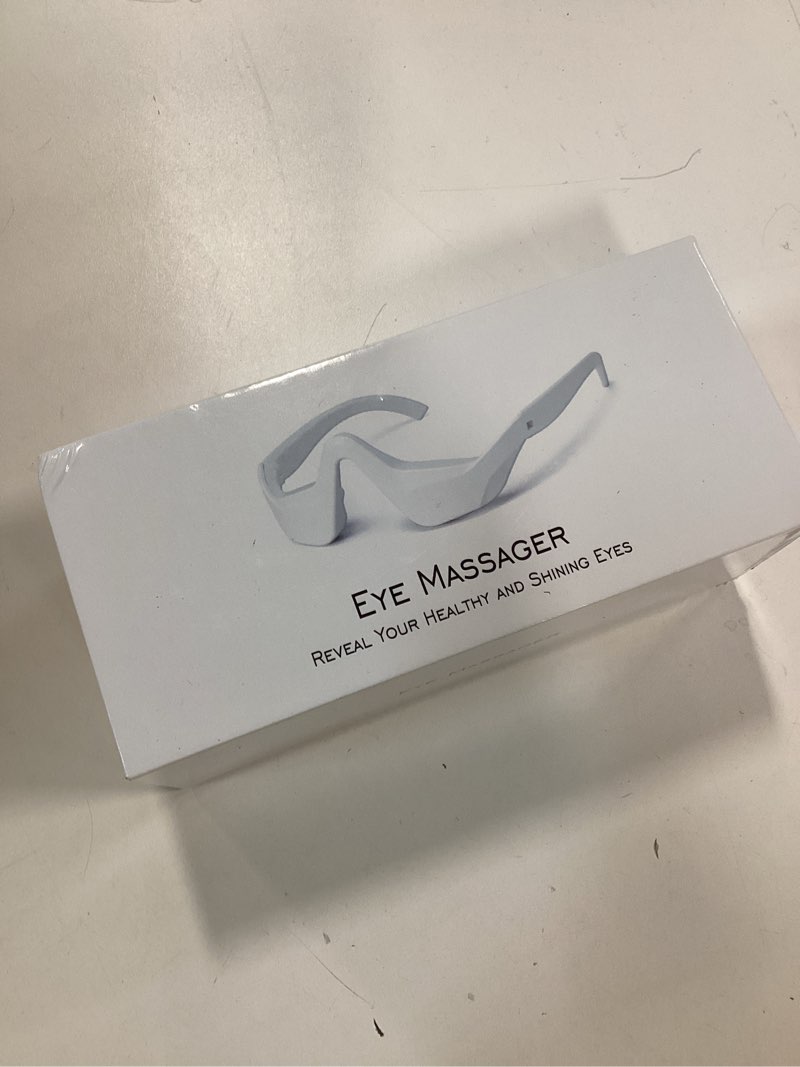 EYE MASSAGER
REVEAL YOUR HEALTHY AND SHINING EYES